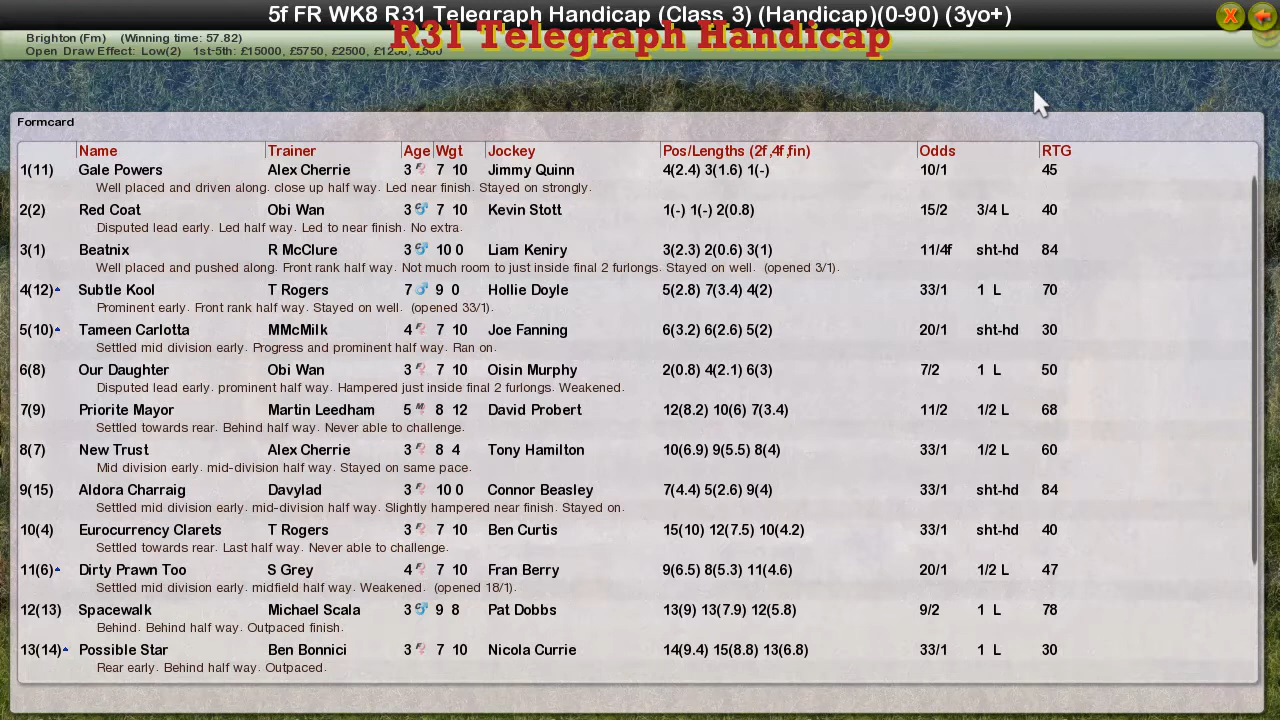 5f FR WK8 R31 Telegraph Handicap (Class 3) (Handicap)(0-90) (3yo+)
R31 Telegraph Handicap
Brighton (Fm) (Winning time: 57.82)
Open Draw Effect: Low(2) 1st-5th: £15000, £5750, £2500, £1250, £500
Formcard
Name Trainer Age Wgt Jockey Pos/Lengths (2f,4f,fin) Odds RTG
1(11) Gale Powers Alex Cherrie 3 F 7 10 Jimmy Quinn 4(2.4) 3(1.6) 1(-) 10/1 45
Well placed and driven along. close up half way. Led near finish. Stayed on strongly.
2(2) Red Coat Obi Wan 3 7 10 Kevin Stott 1(-) 1(-) 2(0.8) 15/2 3/4 L 40
Disputed lead early. Led half way. Led to near finish. No extra.
3(1) Beatnix R McClure 3 10 0 Liam Keniry 3(2.3) 2(0.6) 3(1) 11/4f sht-hd 84
Well placed and pushed along. Front rank half way. Not much room to just inside final 2 furlongs. Stayed on well. (opened 3/1).
4(12) Subtle Kool T Rogers 7 9 0 Hollie Doyle 5(2.8) 7(3.4) 4(2) 33/1 1 L 70
Prominent early. Front rank half way. Stayed on well. (opened 33/1).
5(10) Tameen Carlotta MMcMilk 4 F 7 10 Joe Fanning 6(3.2) 6(2.6) 5(2) 20/1 sht-hd 30
Settled mid division early. Progress and prominent half way. Ran on.
6(8) Our Daughter Obi Wan 3 F 7 10 Oisin Murphy 2(0.8) 4(2.1) 6(3) 7/2 1 L 50
Disputed lead early. prominent half way. Hampered just inside final 2 furlongs. Weakened.
7(9) Priorite Mayor Martin Leedham 5 M 8 12 David Probert 12(8.2) 10(6) 7(3.4) 11/2 1/2 L 68
Settled towards rear. Behind half way. Never able to challenge.
8(7) New Trust Alex Cherrie 3 F 8 4 Tony Hamilton 10(6.9) 9(5.5) 8(4) 33/1 1/2 L 60
Mid division early. mid-division half way. Stayed on same pace.
9(15) Aldora Charraig Davylad 3 F 10 0 Connor Beasley 7(4.4) 5(2.6) 9(4) 33/1 sht-hd 84
Settled mid division early. mid-division half way. Slightly hampered near finish. Stayed on.
10(4) Eurocurrency Clarets T Rogers 3 F 7 10 Ben Curtis 15(10) 12(7.5) 10(4.2) 33/1 sht-hd 40
Settled towards rear. Last half way. Never able to challenge.
11(6) Dirty Prawn Too S Grey 4 F 7 10 Fran Berry 9(6.5) 8(5.3) 11(4.6) 20/1 1/2 L 47
Settled mid division early. midfield half way. Weakened. (opened 18/1).
12(13) Spacewalk Michael Scala 3 9 8 Pat Dobbs 13(9) 13(7.9) 12(5.8) 9/2 1 L 78
Behind. Behind half way. Outpaced finish.
13(14) Possible Star Ben Bonnici 3 F 7 10 Nicola Currie 14(9.4) 15(8.8) 13(6.8) 33/1 1 L 30
Rear early. Behind half way. Outpaced.